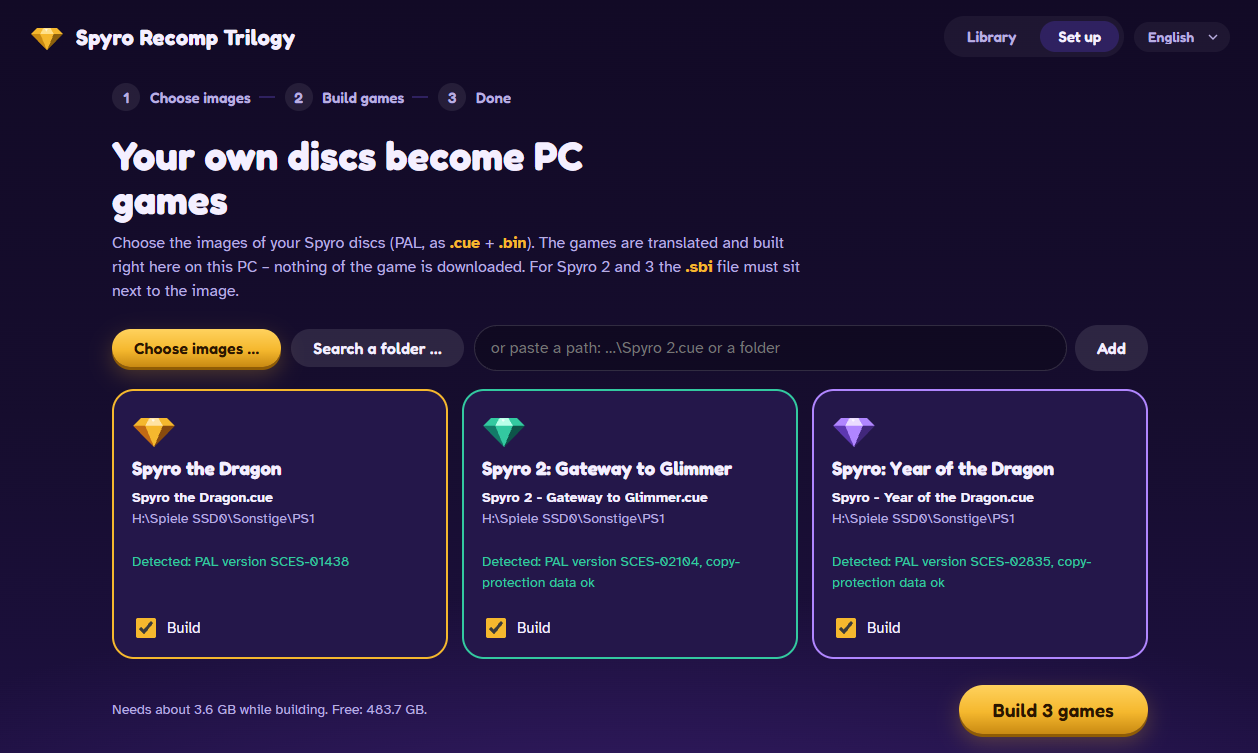 Spyro Recomp Trilogy
Library
Set up
English
1 Choose images
2 Build games
3 Done
Your own discs become PC
games
Choose the images of your Spyro discs (PAL, as .cue + .bin). The games are translated and built
right here on this PC – nothing of the game is downloaded. For Spyro 2 and 3 the .sbi file must sit
next to the image.
Choose images ...
Search a folder ...
or paste a path: ...\Spyro 2.cue or a folder
Add
Spyro the Dragon
Spyro the Dragon.cue
H:\Spiele SSD0\Sonstige\PS1
Detected: PAL version SCES-01438
Build
Spyro 2: Gateway to Glimmer
Spyro 2 - Gateway to Glimmer.cue
H:\Spiele SSD0\Sonstige\PS1
Detected: PAL version SCES-02104, copy-
protection data ok
Build
Spyro: Year of the Dragon
Spyro - Year of the Dragon.cue
H:\Spiele SSD0\Sonstige\PS1
Detected: PAL version SCES-02835, copy-
protection data ok
Build
Needs about 3.6 GB while building. Free: 483.7 GB.
Build 3 games